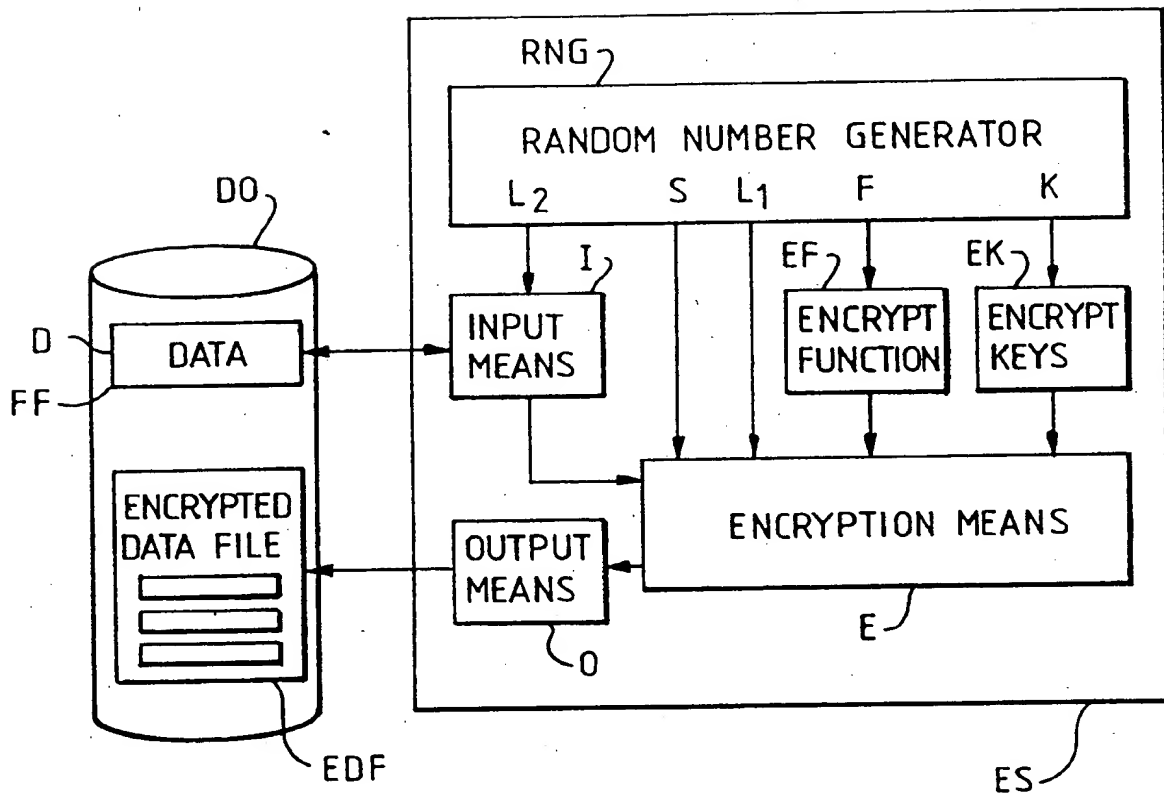 RNG
RANDOM NUMBER GENERATOR
L2 S L1 F K
DO
I
EF
EK
D
DATA
FF
INPUT
MEANS
ENCRYPT
FUNCTION
ENCRYPT
KEYS
ENCRYPTED
DATA FILE
OUTPUT
MEANS
ENCRYPTION MEANS
E
O
EDF
ES